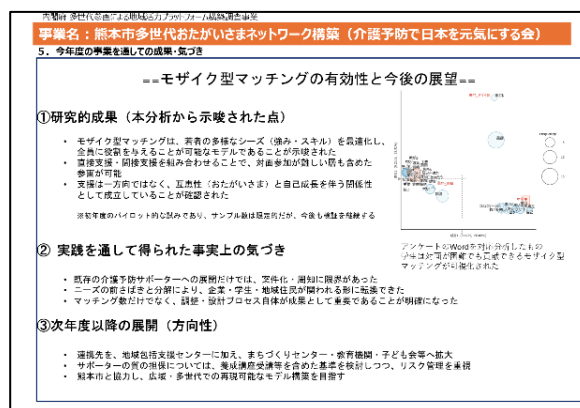 内閣府 多世代参画による地域活力プラットフォーム構築調査事業
事業名:熊本市多世代おたがいさまネットワーク構築(介護予防で日本を元気にする会)
5.今年度の事業を通しての成果・気づき
==モザイク型マッチングの有効性と今後の展望==
①研究的成果(本分析から示唆された点)
・モザイク型マッチングは、若者の多様なシーズ(強み・スキル)を最適化し、
全員に役割を与えることが可能なモデルであることが示唆された
・直接支援・間接支援を組み合わせることで、対面参加が難しい層も含めた
参画が可能
・支援は一方向ではなく、互恵性(おたがいさま)と自己成長を伴う関係性
として成立していることが確認された
※初年度のパイロット的な試みであり、サンプル数は限定的だが、今後も検証を継続する
アンケートのWordを対応分析したもの
学生は対面が困難でも貢献できるモザイク型
マッチングが可視化された
② 実践を通して得られた事実上の気づき
・既存の介護予防サポーターへの展開だけでは、案件化・周知に限界があった
・ニーズの前さばきと分解により、企業・学生・地域住民が関われる形に転換できた
・マッチング数だけでなく、調整・設計プロセス自体が成果として重要であることが明確になった
③次年度以降の展開(方向性)
・連携先を、地域包括支援センターに加え、まちづくりセンター・教育機関・子ども会等へ拡大
・サポーターの質の担保については、養成講座受講等を含めた基準を検討しつつ、リスク管理を重視
・熊本市と協力し、広域・多世代での再現可能なモデル構築を目指す